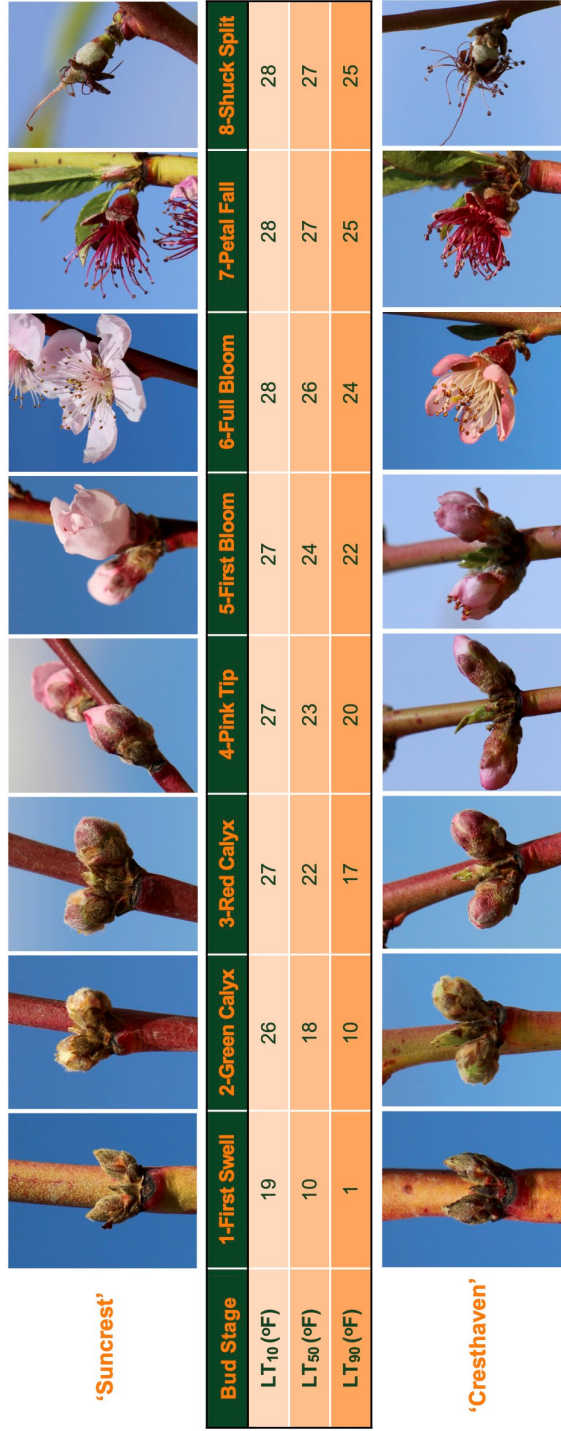 ‘Suncrest’
Bud Stage 1-First Swell 2-Green Calyx 3-Red Calyx 4-Pink Tip 5-First Bloom 6-Full Bloom 7-Petal Fall 8-Shuck Split
LT10 (ºF) 19 26 27 27 27 28 28 28
LT50 (ºF) 10 18 22 23 24 26 27 27
LT90 (ºF) 1 10 17 20 22 24 25 25
‘Cresthaven’